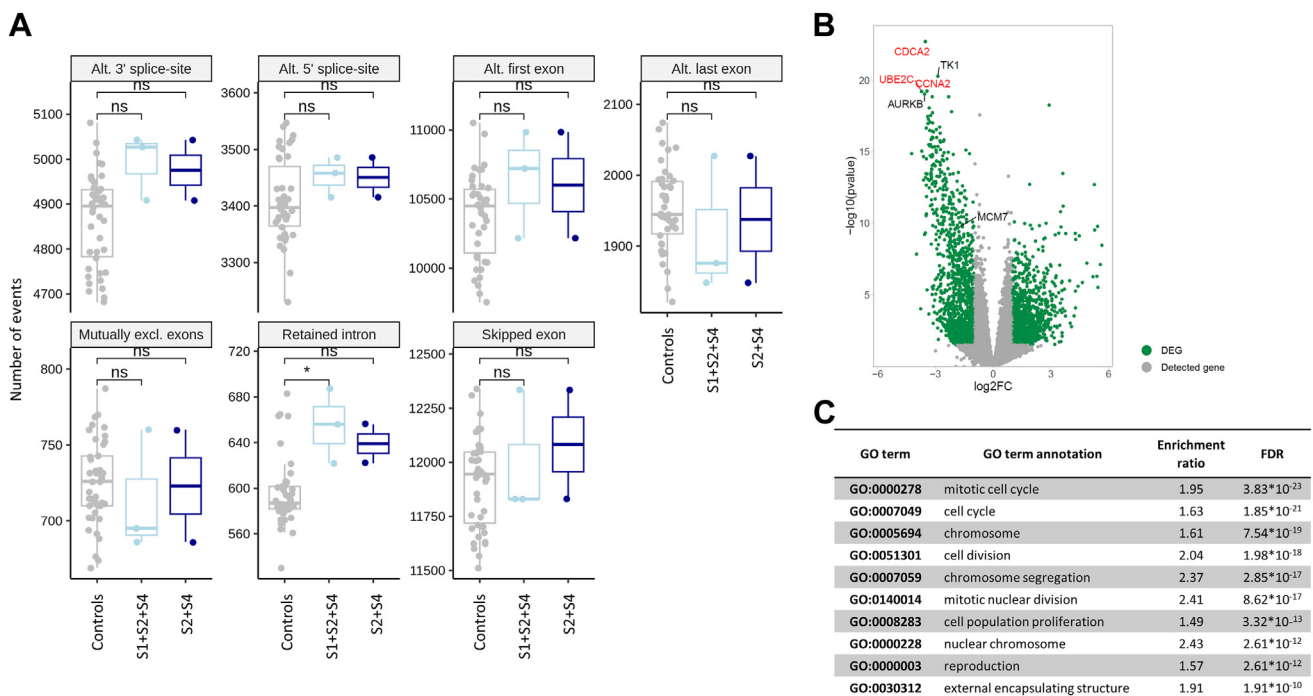 A
Number of events
Alt. 3' splice-site
ns
ns
5100
5000
4900
4800
4700
Alt. 5' splice-site
ns
ns
3600
3500
3400
3300
Alt. first exon
ns
ns
11000
10500
10000
Alt. last exon
ns
ns
2100
2000
1900
Controls
S1+S2+S4
S2+S4
Mutually excl. exons
ns
ns
800
750
700
Controls
S1+S2+S4
S2+S4
Retained intron
ns
*
720
680
640
600
560
Controls
S1+S2+S4
S2+S4
Skipped exon
ns
ns
12500
12250
12000
11750
11500
Controls
S1+S2+S4
S2+S4
B
CDCA2
TK1
UBE2C
CCNA2
AURKB
MCM7
−log10(pvalue)
20
15
10
5
−6
−3
0
3
6
log2FC
DEG
Detected gene
C
GO term GO term annotation Enrichment ratio FDR
GO:0000278 mitotic cell cycle 1.95 3.83*10-23
GO:0007049 cell cycle 1.63 1.85*10-21
GO:0005694 chromosome 1.61 7.54*10-19
GO:0051301 cell division 2.04 1.98*10-18
GO:0007059 chromosome segregation 2.37 2.85*10-17
GO:0140014 mitotic nuclear division 2.41 8.62*10-17
GO:0008283 cell population proliferation 1.49 3.32*10-13
GO:0000228 nuclear chromosome 2.43 2.61*10-12
GO:0000003 reproduction 1.57 2.61*10-12
GO:0030312 external encapsulating structure 1.91 1.91*10-10